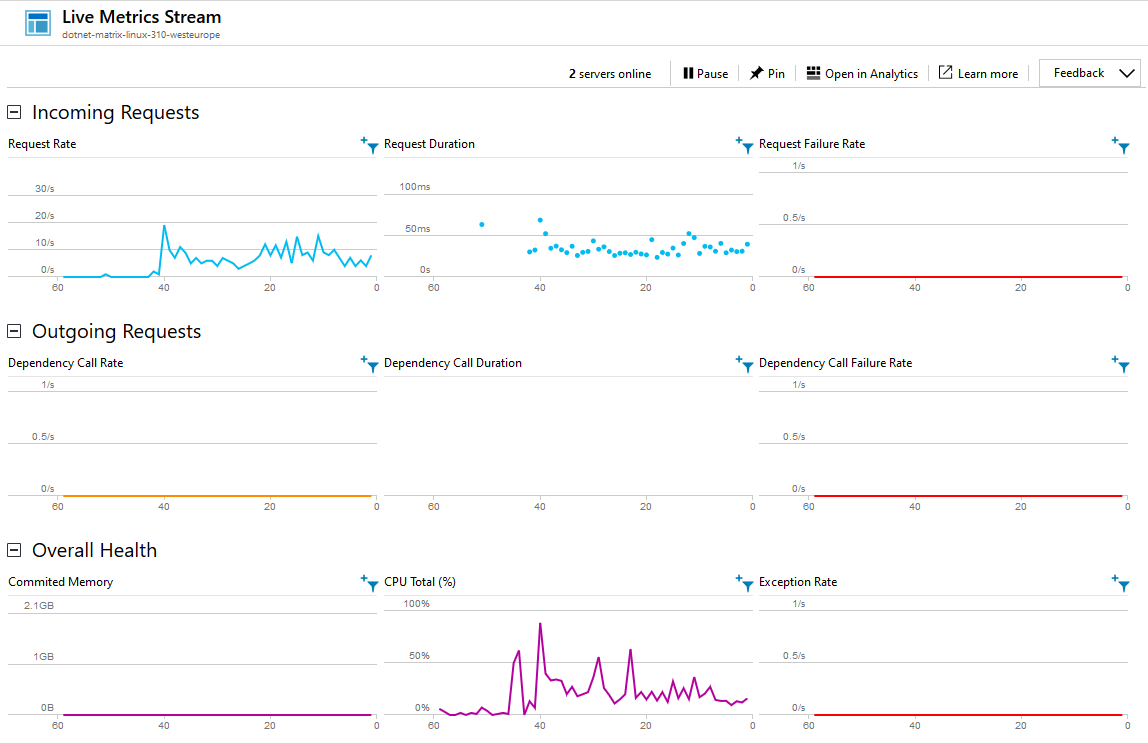 Live Metrics Stream
dotnet-matrix-linux-310-westeurope
2 servers online Pause Pin Open in Analytics Learn more Feedback
Incoming Requests
Request Rate Request Duration Request Failure Rate
30/s
20/s
10/s
0/s
60 40 20 0
100ms
50ms
0s
60 40 20 0
1/s
0.5/s
0/s
60 40 20 0
Outgoing Requests
Dependency Call Rate Dependency Call Duration Dependency Call Failure Rate
1/s
0.5/s
0/s
60 40 20 0
60 40 20 0
1/s
0.5/s
0/s
60 40 20 0
Overall Health
Commited Memory CPU Total (%) Exception Rate
2.1GB
1GB
0B
60 40 20 0
100%
50%
0%
60 40 20 0
1/s
0.5/s
0/s
60 40 20 0